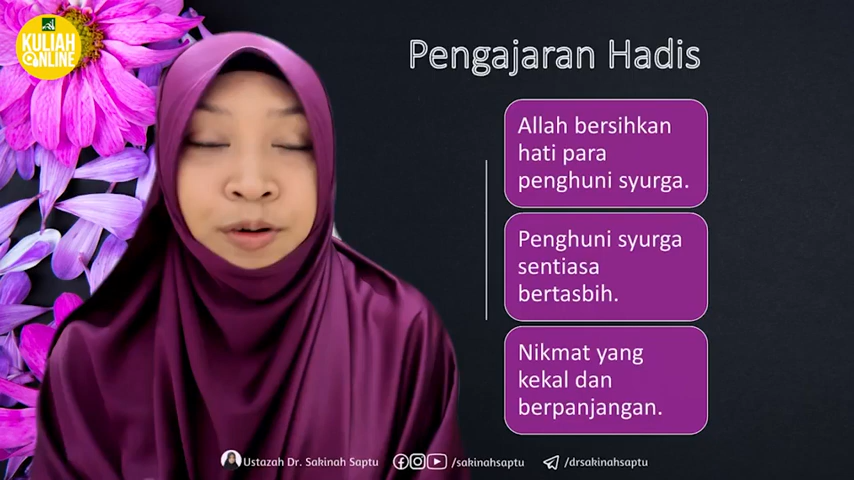 KULIAH
ONLINE
Pengajaran Hadis
Allah bersihkan
hati para
penghuni syurga.
Penghuni syurga
sentiasa
bertasbih.
Nikmat yang
kekal dan
berpanjangan.
Ustazah Dr. Sakinah Saptu
/sakinahsaptu
/drsakinahsaptu